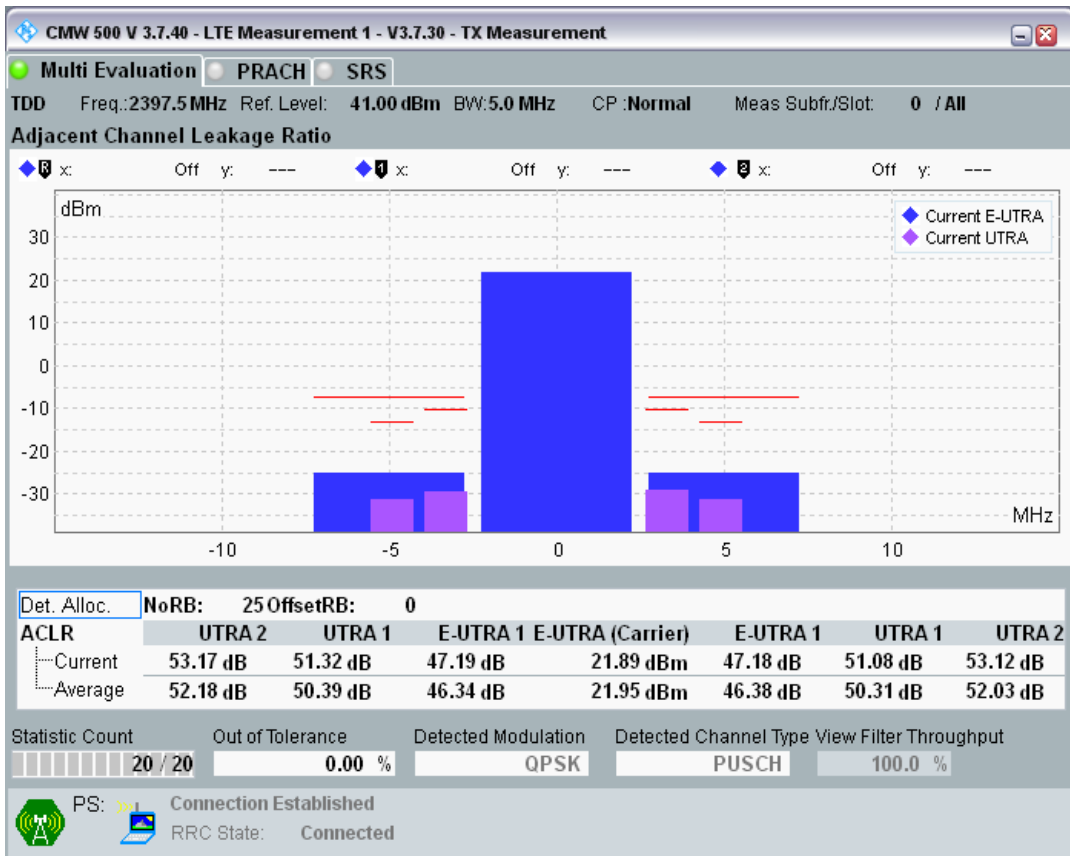 CMW 500 V 3.7.40 - LTE Measurement 1 - V3.7.30 - TX Measurement
Multi Evaluation PRACH SRS
TDD Freq.:2397.5 MHz Ref. Level: 41.00 dBm BW:5.0 MHz CP :Normal Meas Subfr./Slot: 0 / All
Adjacent Channel Leakage Ratio
R x: Off y: --- 1 x: Off y: --- 2 x: Off y: ---
dBm
Current E-UTRA
Current UTRA
30
20
10
0
-10
-20
-30
MHz
-10 -5 0 5 10
Det. Alloc. NoRB: 25 OffsetRB: 0
ACLR UTRA 2 UTRA 1 E-UTRA 1 E-UTRA (Carrier) E-UTRA 1 UTRA 1 UTRA 2
Current 53.17 dB 51.32 dB 47.19 dB 21.89 dBm 47.18 dB 51.08 dB 53.12 dB
Average 52.18 dB 50.39 dB 46.34 dB 21.95 dBm 46.38 dB 50.31 dB 52.03 dB
Statistic Count Out of Tolerance Detected Modulation Detected Channel Type View Filter Throughput
20 / 20 0.00 % QPSK PUSCH 100.0 %
PS: Connection Established
RRC State: Connected